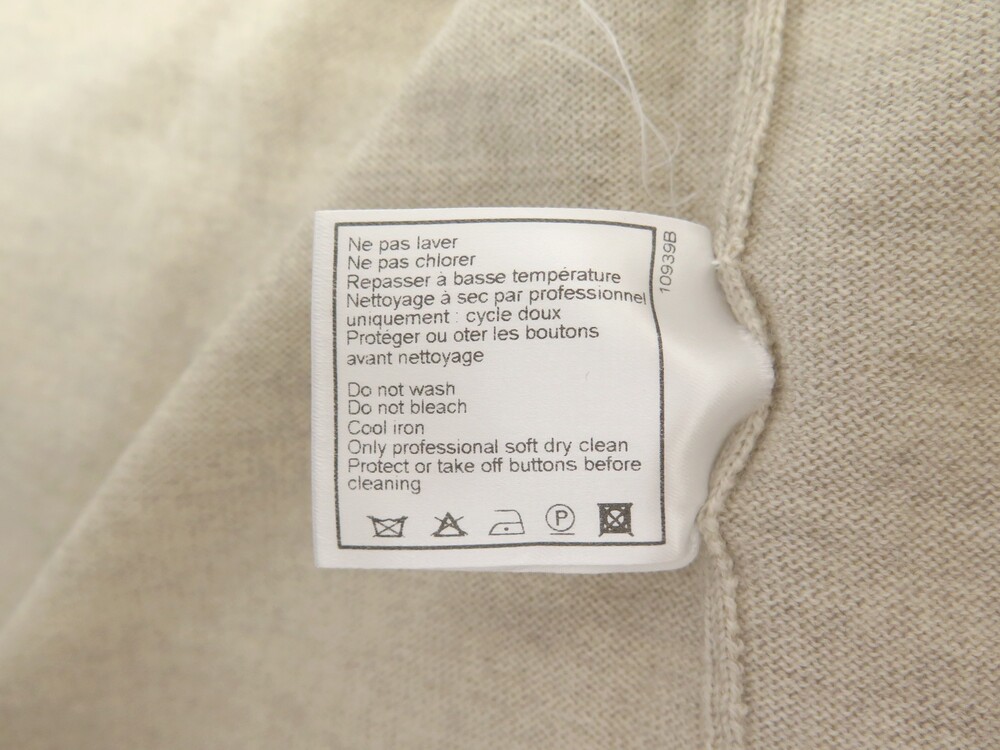 Ne pas laver
Ne pas chlorer
Repasser à basse température
Nettoyage à sec par professionnel
uniquement : cycle doux
Protéger ou oter les boutons
avant nettoyage
Do not wash
Do not bleach
Cool iron
Only professional soft dry clean
Protect or take off buttons before
cleaning
P
10939B